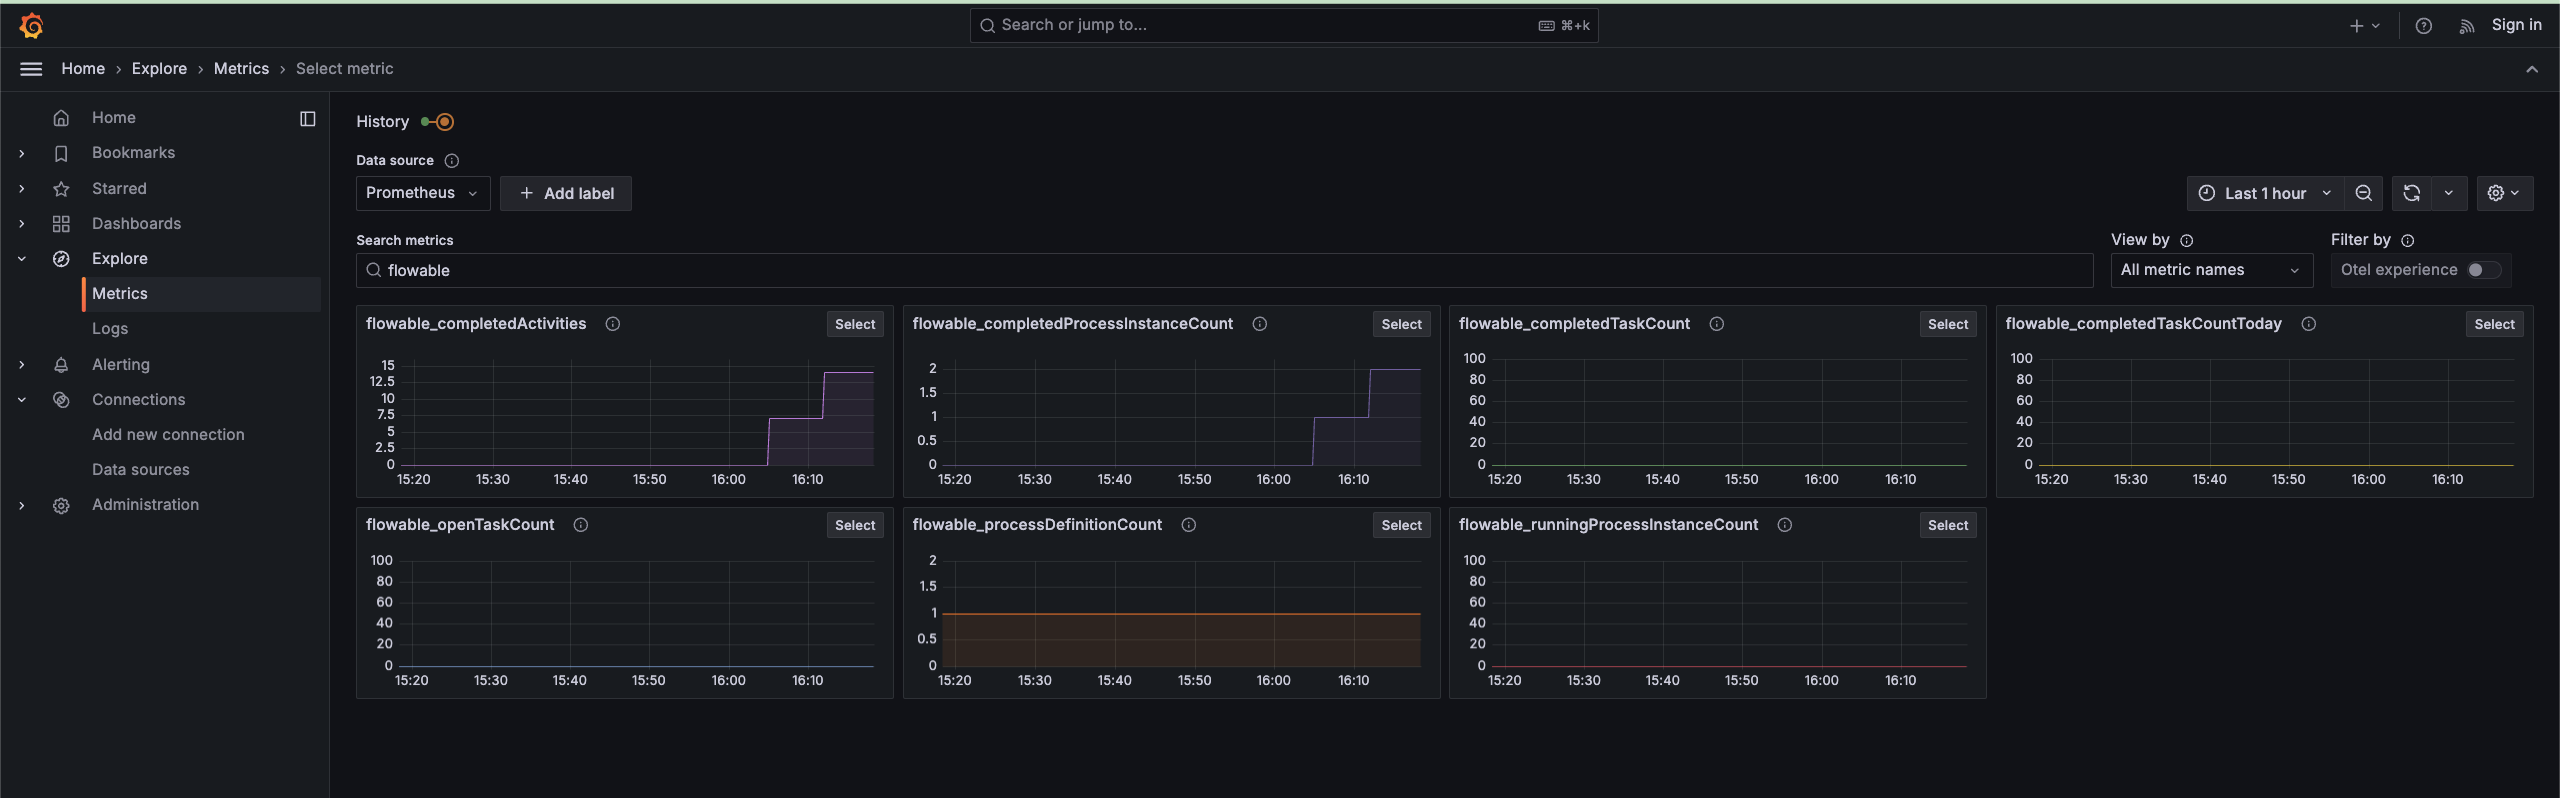 Search or jump to...
⌘+k
Sign in
Home › Explore › Metrics › Select metric
Home
Bookmarks
Starred
Dashboards
Explore
Metrics
Logs
Alerting
Connections
Add new connection
Data sources
Administration
History
Data source
Prometheus
+ Add label
Last 1 hour
Search metrics
flowable
View by
All metric names
Filter by
Otel experience
flowable_completedActivities
Select
15
12.5
10
7.5
5
2.5
0
15:20 15:30 15:40 15:50 16:00 16:10
flowable_completedProcessInstanceCount
Select
2
1.5
1
0.5
0
15:20 15:30 15:40 15:50 16:00 16:10
flowable_completedTaskCount
Select
100
80
60
40
20
0
15:20 15:30 15:40 15:50 16:00 16:10
flowable_completedTaskCountToday
Select
100
80
60
40
20
0
15:20 15:30 15:40 15:50 16:00 16:10
flowable_openTaskCount
Select
100
80
60
40
20
0
15:20 15:30 15:40 15:50 16:00 16:10
flowable_processDefinitionCount
Select
2
1.5
1
0.5
0
15:20 15:30 15:40 15:50 16:00 16:10
flowable_runningProcessInstanceCount
Select
100
80
60
40
20
0
15:20 15:30 15:40 15:50 16:00 16:10